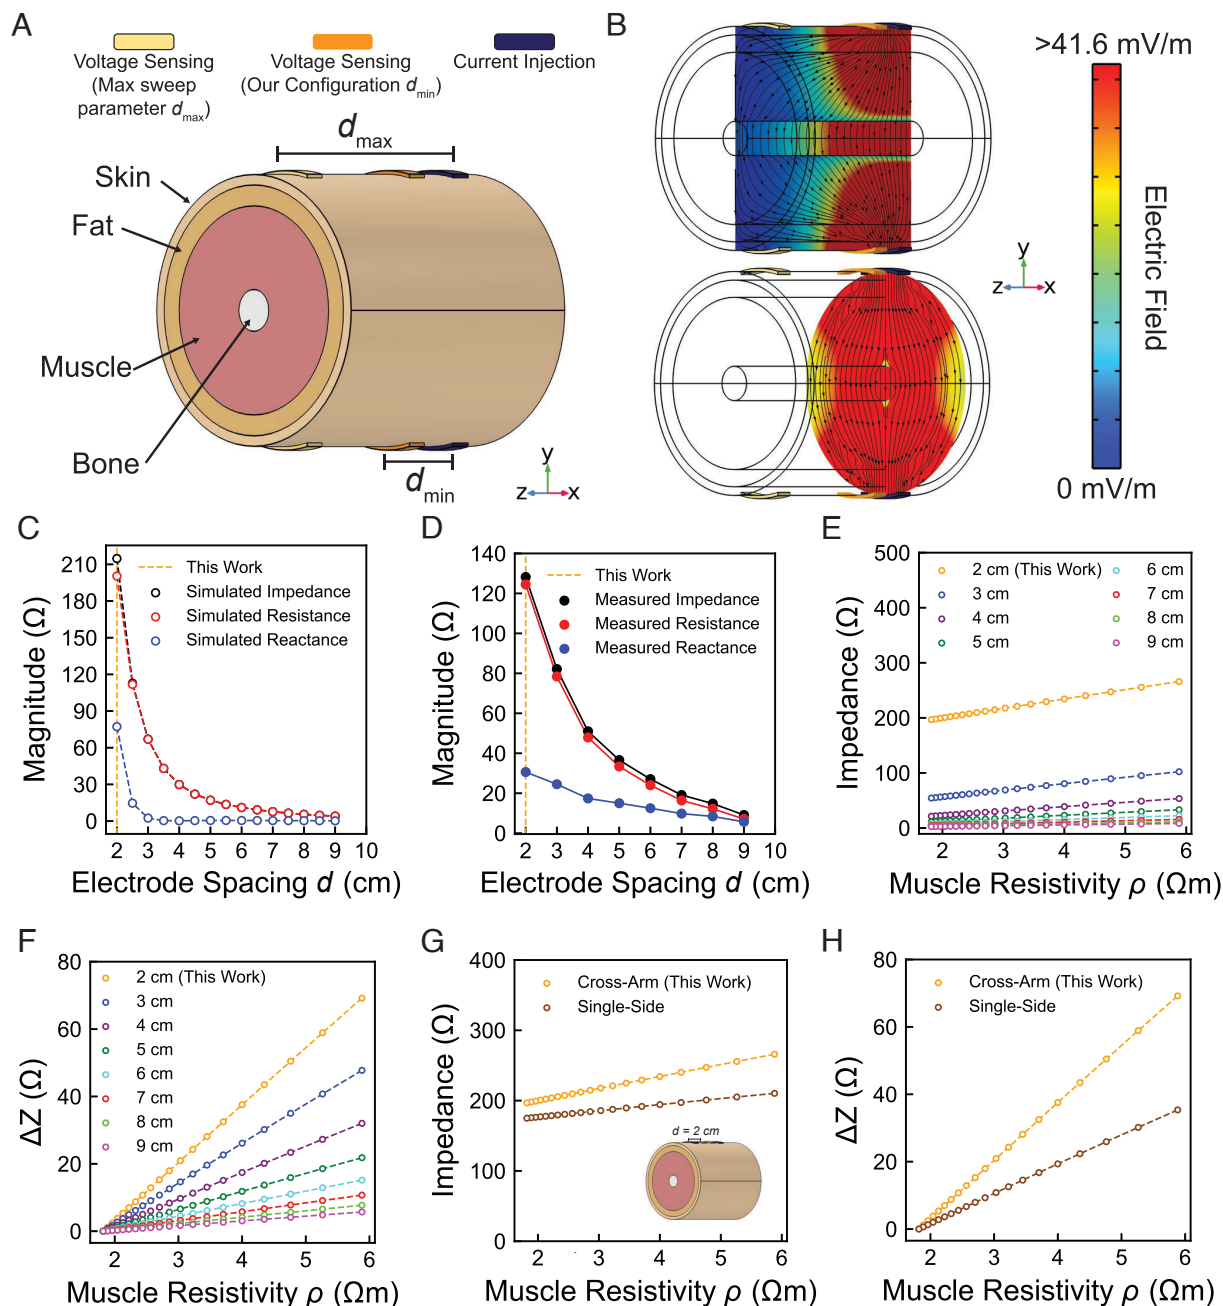 A
Voltage Sensing
(Max sweep
parameter dmax)
Voltage Sensing
(Our Configuration dmin)
Current Injection
dmax
Skin
Fat
Muscle
Bone
dmin
y
z
x
B
>41.6 mV/m
Electric Field
0 mV/m
y
z
x
C
Magnitude (Ω)
210
180
150
120
90
60
30
0
This Work
Simulated Impedance
Simulated Resistance
Simulated Reactance
2 3 4 5 6 7 8 9 10
Electrode Spacing d (cm)
D
Magnitude (Ω)
140
120
100
80
60
40
20
0
This Work
Measured Impedance
Measured Resistance
Measured Reactance
2 3 4 5 6 7 8 9 10
Electrode Spacing d (cm)
E
Impedance (Ω)
500
400
300
200
100
0
2 cm (This Work)
3 cm
4 cm
5 cm
6 cm
7 cm
8 cm
9 cm
2 3 4 5 6
Muscle Resistivity ρ (Ωm)
F
ΔZ (Ω)
80
60
40
20
0
2 cm (This Work)
3 cm
4 cm
5 cm
6 cm
7 cm
8 cm
9 cm
2 3 4 5 6
Muscle Resistivity ρ (Ωm)
G
Impedance (Ω)
400
300
200
100
0
Cross-Arm (This Work)
Single-Side
d = 2 cm
2 3 4 5 6
Muscle Resistivity ρ (Ωm)
H
ΔZ (Ω)
80
60
40
20
0
Cross-Arm (This Work)
Single-Side
2 3 4 5 6
Muscle Resistivity ρ (Ωm)